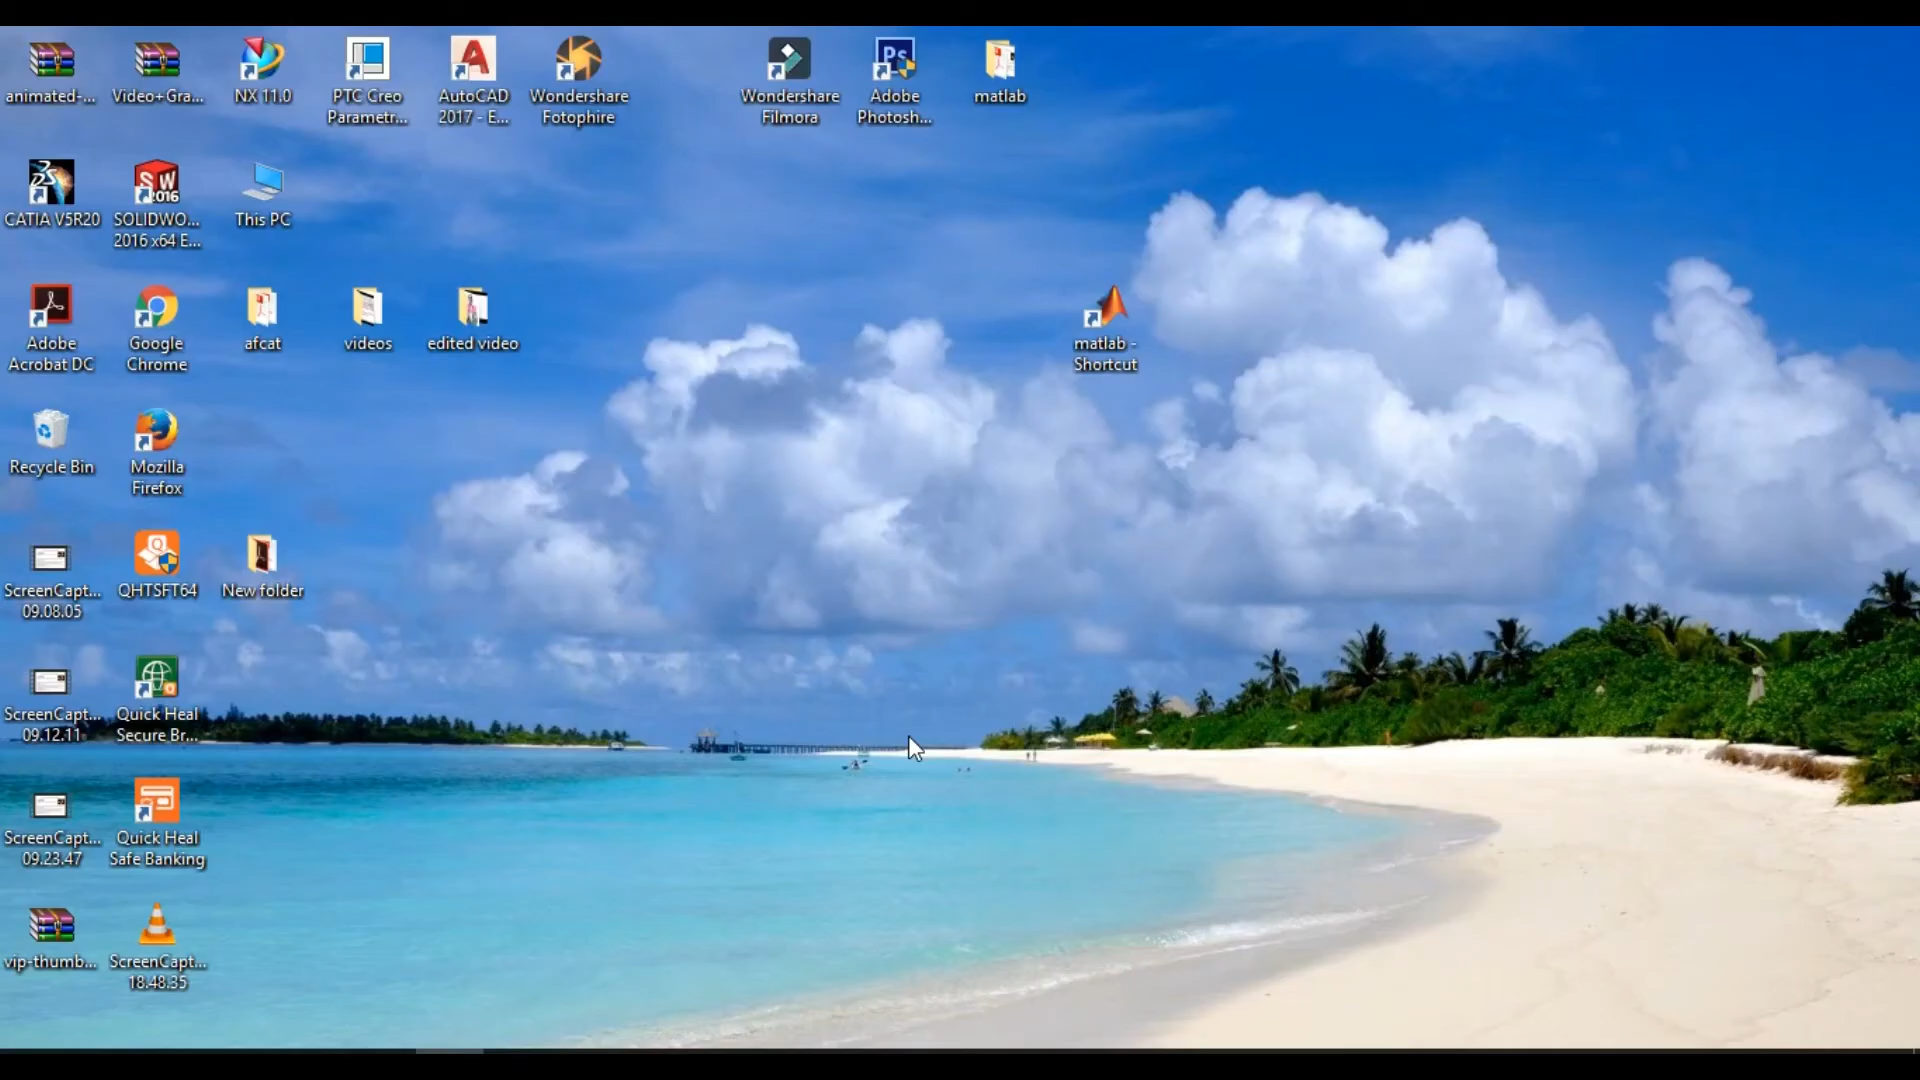 animated-...
Video+Gra...
NX 11.0
PTC Creo
Parametr...
AutoCAD
2017 - E...
Wondershare
Fotophire
Wondershare
Filmora
Ps
Adobe
Photosh...
matlab
CATIA V5R20
SW
2016
SOLIDWO...
2016 x64 E...
This PC
Adobe
Acrobat DC
Google
Chrome
afcat
videos
edited video
matlab -
Shortcut
Recycle Bin
Mozilla
Firefox
ScreenCapt...
09.08.05
QHTSFT64
New folder
ScreenCapt...
09.12.11
Quick Heal
Secure Br...
ScreenCapt...
09.23.47
Quick Heal
Safe Banking
vip-thumb...
ScreenCapt...
18.48.35